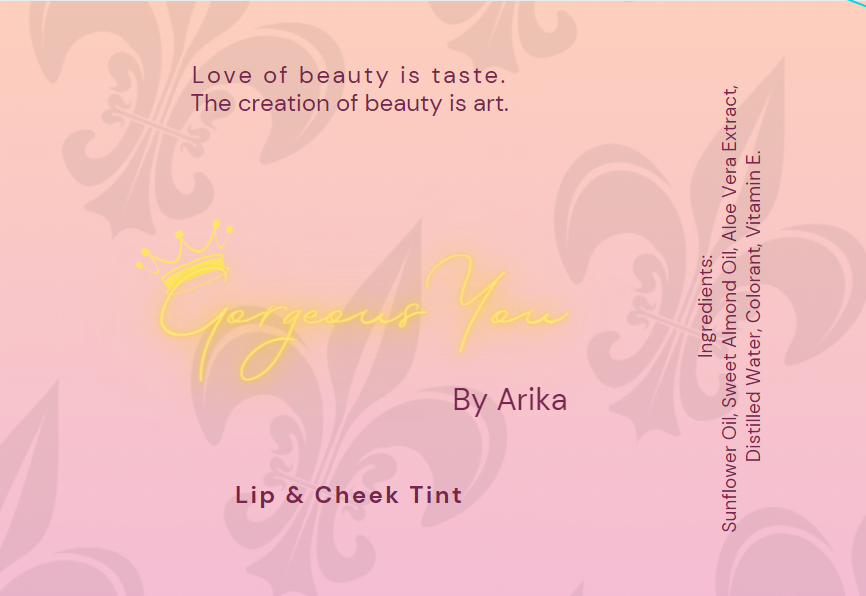 Love of beauty is taste.
The creation of beauty is art.
Gorgeous You
By Arika
Lip & Cheek Tint
Ingredients:
Sunflower Oil, Sweet Almond Oil, Aloe Vera Extract,
Distilled Water, Colorant, Vitamin E.